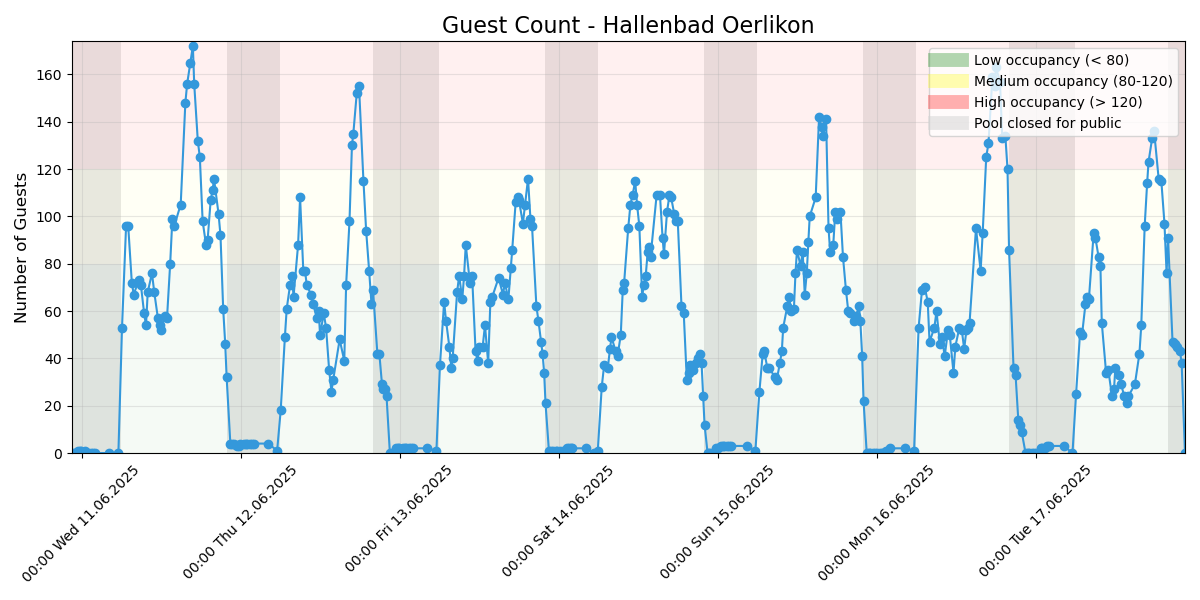 Guest Count - Hallenbad Oerlikon
Number of Guests
160
140
120
100
80
60
40
20
0
Low occupancy (< 80)
Medium occupancy (80-120)
High occupancy (> 120)
Pool closed for public
00:00 Wed 11.06.2025
00:00 Thu 12.06.2025
00:00 Fri 13.06.2025
00:00 Sat 14.06.2025
00:00 Sun 15.06.2025
00:00 Mon 16.06.2025
00:00 Tue 17.06.2025